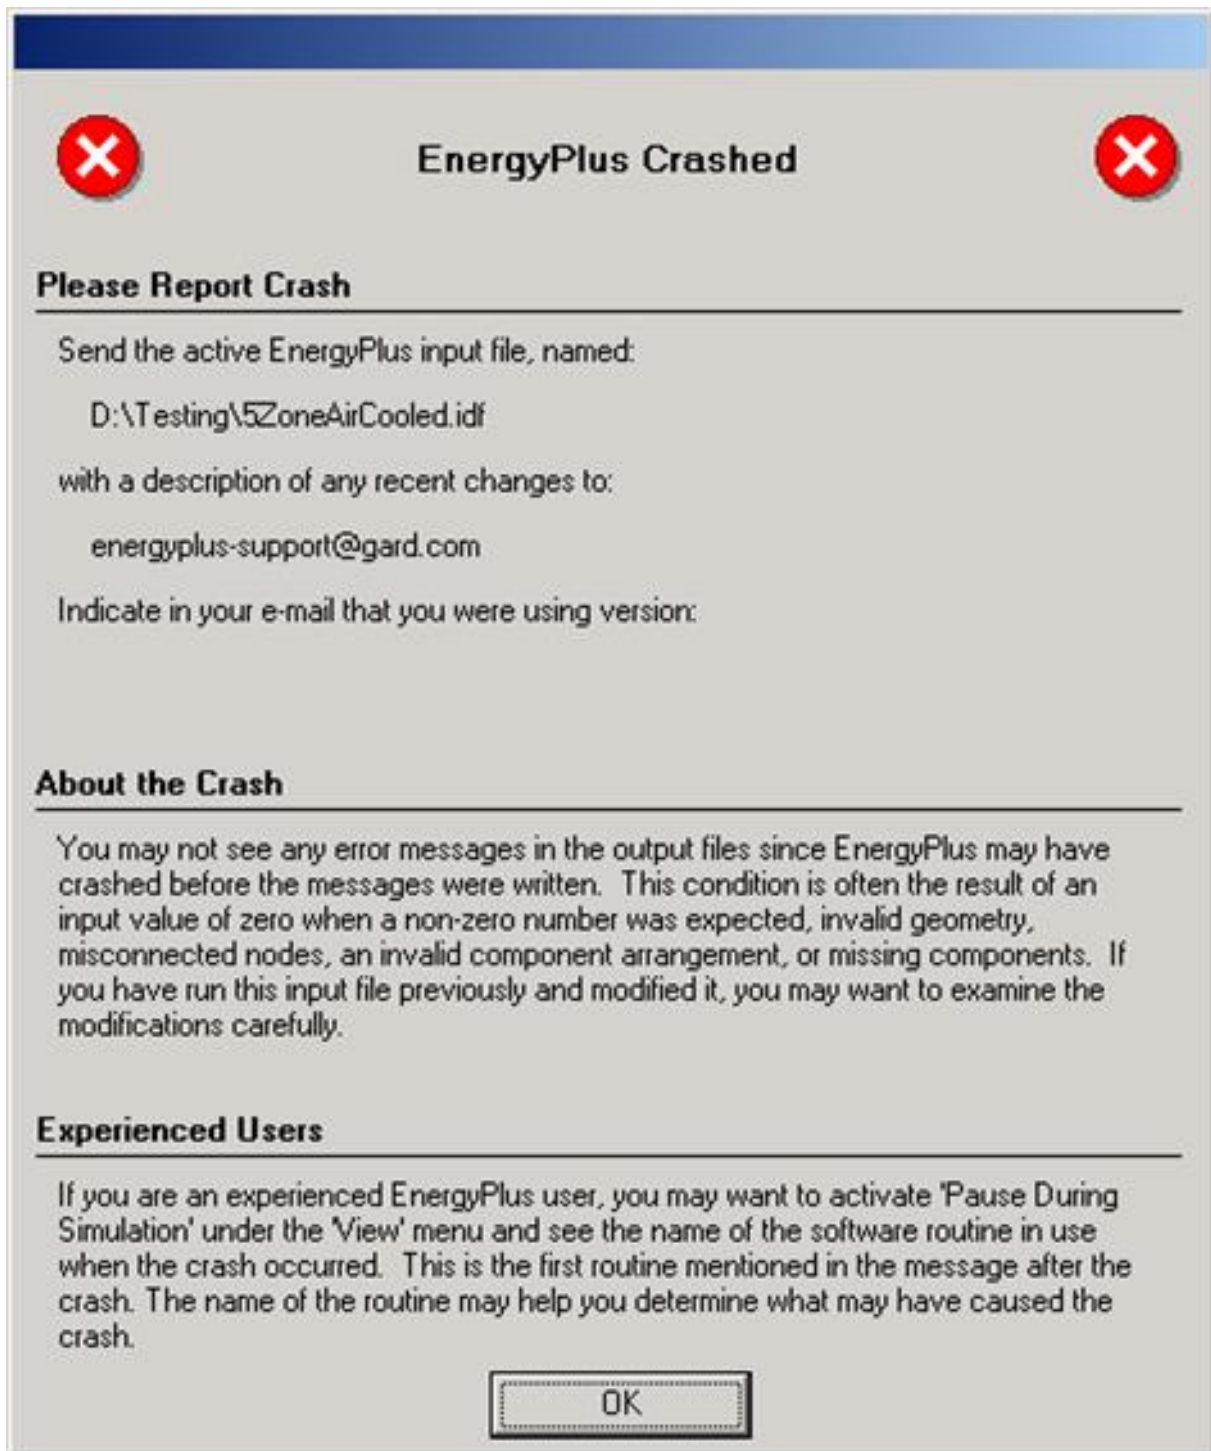 EnergyPlus Crashed
Please Report Crash
Send the active EnergyPlus input file, named:
D:\Testing\5ZoneAirCooled.idf
with a description of any recent changes to:
energyplus-support@gard.com
Indicate in your e-mail that you were using version:
About the Crash
You may not see any error messages in the output files since EnergyPlus may have
crashed before the messages were written.  This condition is often the result of an
input value of zero when a non-zero number was expected, invalid geometry,
misconnected nodes, an invalid component arrangement, or missing components.  If
you have run this input file previously and modified it, you may want to examine the
modifications carefully.
Experienced Users
If you are an experienced EnergyPlus user, you may want to activate 'Pause During
Simulation' under the 'View' menu and see the name of the software routine in use
when the crash occurred.  This is the first routine mentioned in the message after the
crash. The name of the routine may help you determine what may have caused the
crash.
OK